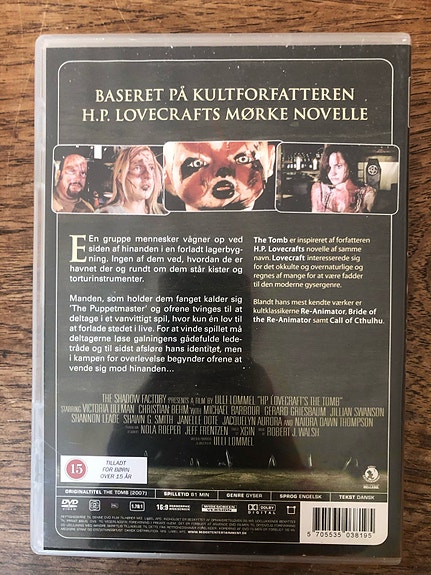 BASERET PÅ KULTFORFATTEREN
H.P. LOVECRAFTS MØRKE NOVELLE
E En gruppe mennesker vågner op ved
siden af hinanden i en forladt lagerbyg-
ning. Ingen af dem ved, hvordan de er
havnet der og rundt om dem står kister og
torturinstrumenter.
Manden, som holder dem fanget kalder sig
'The Puppetmaster' og ofrene tvinges til at
deltage i et vanvittigt spil, hvor kun én lov til
at forlade stedet i live. For at vinde spillet må
deltagerne løse galningens gådefulde lede-
tråde og til sidst afsløre hans identitet, men
i kampen for overlevelse begynder ofrene at
vende sig mod hinanden...
The Tomb er inspireret af forfatteren
H.P. Lovecrafts novelle af samme
navn. Lovecraft interesserede sig
for det okkulte og overnaturlige og
regnes af mange for at være fadder
til den moderne gysergenre.
Blandt hans mest kendte værker er
kultklassikerne Re-Animator, Bride of
the Re-Animator samt Call of Cthulhu.
THE SHADOW FACTORY PRESENTS A FILM BY ULLI LOMMEL "H.P. LOVECRAFT'S THE TOMB"
STARRING VICTORIA ULLMAN CHRISTIAN BEHM WITH MICHAEL BARBOUR GERARD GRIESBAUM JILLIAN SWANSON
SHANNON LEADE SHAWN G. SMITH JANELLE DOTE JACQUELYN AURORA AND NAIDRA DAWN THOMPSON
NOLA ROEPER JEFF FRENTZEN XGIN ROBERT J. WALSH
ULLI LOMMEL
15
TILLADT
FOR BØRN
OVER 15 ÅR
ORIGINALTITEL THE TOMB (2007) SPILLETID 81 MIN GENRE GYSER SPROG ENGELSK TEKST DANSK
DVD VIDEO 1.78:1 16:9 WIDESCREEN VERSION DOLBY DIGITAL
5 705535 038195